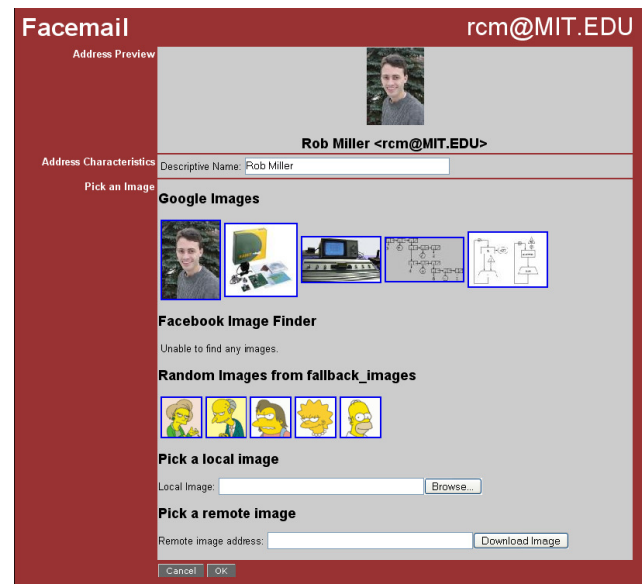 Facemail rcm@MIT.EDU
Address Preview
Rob Miller <rcm@MIT.EDU>
Address Characteristics Descriptive Name: Rob Miller
Pick an Image
Google Images
Facebook Image Finder
Unable to find any images.
Random Images from fallback_images
Pick a local image
Local Image: Browse...
Pick a remote image
Remote image address: Download Image
Cancel OK